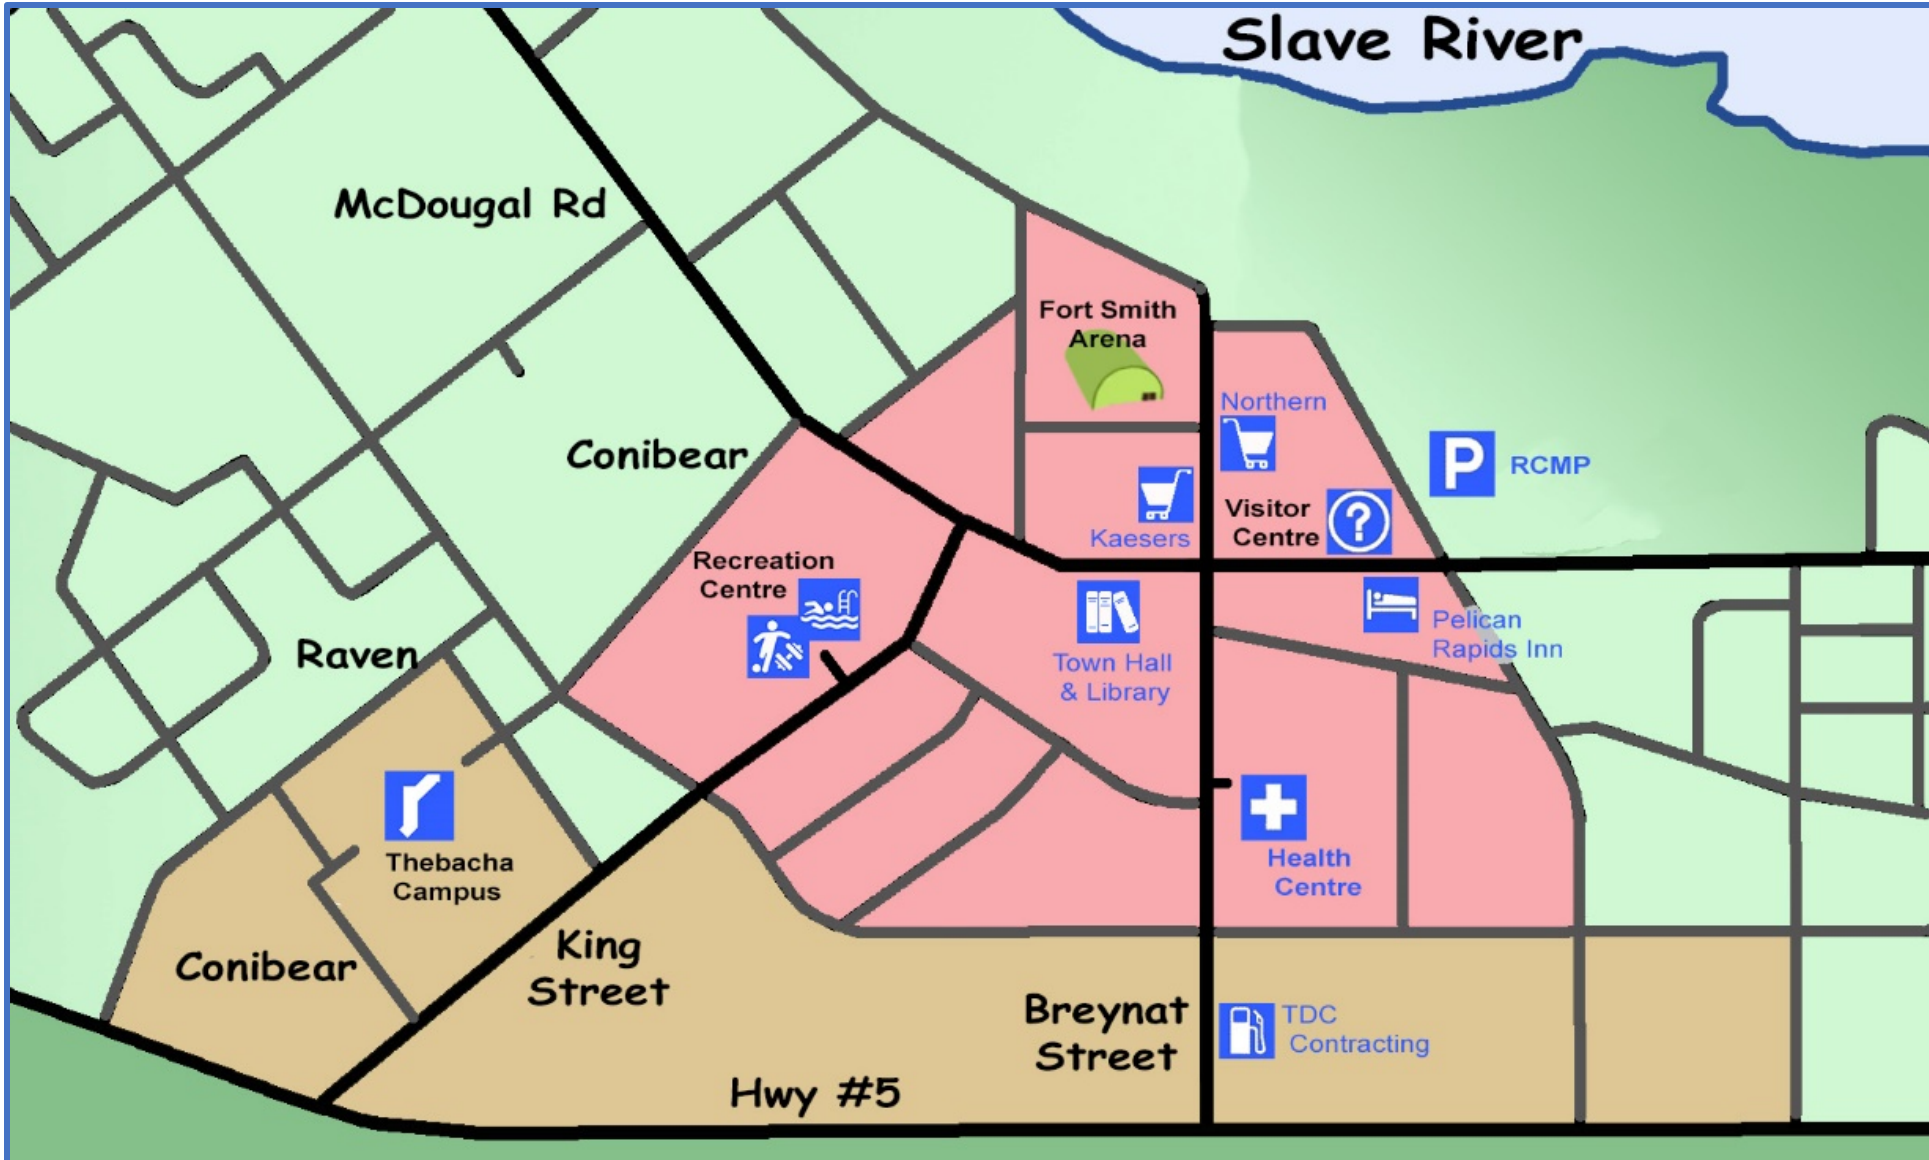 Slave River
McDougal Rd
Fort Smith
Arena
Northern
Conibear
P
RCMP
Visitor
Centre
?
Kaesers
Recreation
Centre
Pelican
Rapids Inn
Raven
Town Hall
& Library
Thebacha
Campus
Health
Centre
Conibear
King
Street
Breynat
Street
TDC
Contracting
Hwy #5